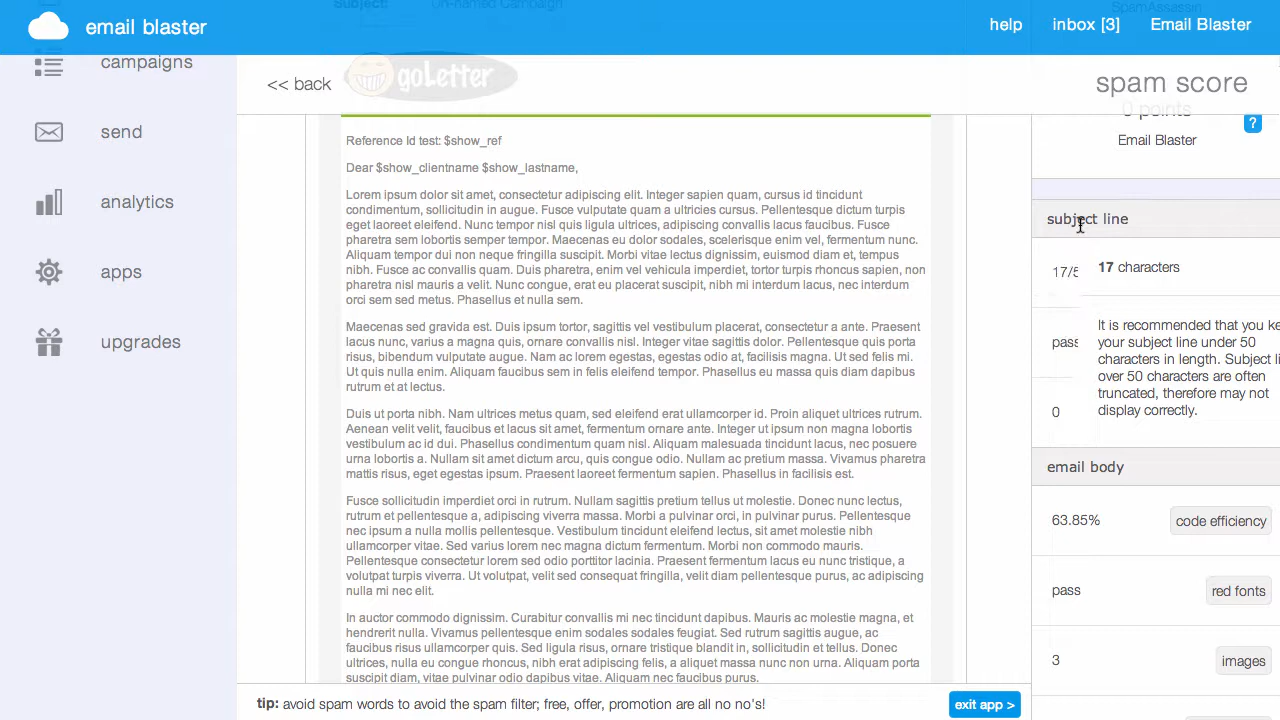 Subject: Un-named Campaign
SpamAssassin
email blaster
help
inbox [3]
Email Blaster
campaigns
send
analytics
apps
upgrades
<< back
goLetter
spam score
0 points
?
Email Blaster
Reference Id test: $show_ref
Dear $show_clientname $show_lastname,
Lorem ipsum dolor sit amet, consectetur adipiscing elit. Integer sapien quam, cursus id tincidunt
condimentum, sollicitudin in augue. Fusce vulputate quam a ultricies cursus. Pellentesque dictum turpis
eget laoreet eleifend. Nunc tempor nisl quis ligula ultrices, adipiscing convallis lacus faucibus. Fusce
pharetra sem lobortis semper tempor. Maecenas eu dolor sodales, scelerisque enim vel, fermentum nunc.
Aliquam tempor dui non neque fringilla suscipit. Morbi vitae lectus dignissim, euismod diam et, tempus
nibh. Fusce ac convallis quam. Duis pharetra, enim vel vehicula imperdiet, tortor turpis rhoncus sapien, non
pharetra nisl mauris a velit. Nunc congue, erat eu placerat suscipit, nibh mi interdum lacus, nec interdum
orci sem sed metus. Phasellus et nulla sem.
Maecenas sed gravida est. Duis ipsum tortor, sagittis vel vestibulum placerat, consectetur a ante. Praesent
lacus nunc, varius a magna quis, ornare convallis nisl. Integer vitae sagittis dolor. Pellentesque quis porta
risus, bibendum vulputate augue. Nam ac lorem egestas, egestas odio at, facilisis magna. Ut sed felis mi.
Ut quis nulla enim. Aliquam faucibus sem in felis eleifend tempor. Phasellus eu massa quis diam dapibus
rutrum et at lectus.
Duis ut porta nibh. Nam ultrices metus quam, sed eleifend erat ullamcorper id. Proin aliquet ultrices rutrum.
Aenean velit velit, faucibus et lacus sit amet, fermentum ornare ante. Integer ut ipsum non magna lobortis
vestibulum ac id dui. Phasellus condimentum quam nisl. Aliquam malesuada tincidunt lacus, nec posuere
urna lobortis a. Nullam sit amet dictum arcu, quis congue odio. Nullam ac pretium massa. Vivamus pharetra
mattis risus, eget egestas ipsum. Praesent laoreet fermentum sapien. Phasellus in facilisis est.
Fusce sollicitudin imperdiet orci in rutrum. Nullam sagittis pretium tellus ut molestie. Donec nunc lectus,
rutrum et pellentesque a, adipiscing viverra massa. Morbi a pulvinar orci, in pulvinar purus. Pellentesque
nec ipsum a nulla mollis pellentesque. Vestibulum tincidunt eleifend lectus, sit amet molestie nibh
ullamcorper vitae. Sed varius lorem nec magna dictum fermentum. Morbi non commodo mauris.
Pellentesque consectetur lorem sed odio porttitor lacinia. Praesent fermentum lacus eu nunc tristique, a
volutpat turpis viverra. Ut volutpat, velit sed consequat fringilla, velit diam pellentesque purus, ac adipiscing
nulla mi nec elit.
In auctor commodo dignissim. Curabitur convallis mi nec tincidunt dapibus. Mauris ac molestie magna, et
hendrerit nulla. Vivamus pellentesque enim sodales sodales feugiat. Sed rutrum sagittis augue, ac
faucibus risus ullamcorper quis. Sed ligula risus, ornare tristique blandit in, sollicitudin et tellus. Donec
ultrices, nulla eu congue rhoncus, nibh erat adipiscing felis, a aliquet massa nunc non urna. Aliquam porta
suscipit diam, vitae pulvinar odio dapibus vitae. Aliquam nec faucibus purus.
subject line
17/5
17 characters
pass
0
It is recommended that you ke
your subject line under 50
characters in length. Subject li
over 50 characters are often
truncated, therefore may not
display correctly.
email body
63.85% code efficiency
pass red fonts
3 images
tip: avoid spam words to avoid the spam filter; free, offer, promotion are all no no's!
exit app >